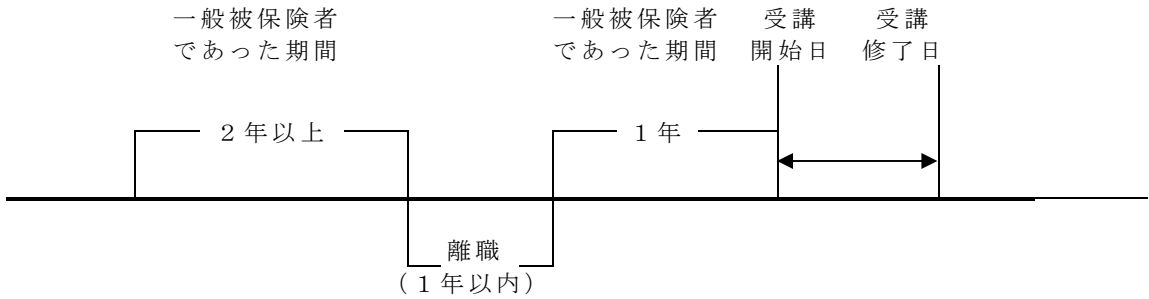 一般被保険者
であった期間
一般被保険者
であった期間
受講
開始日
受講
修了日
２年以上
１年
離職
（１年以内）